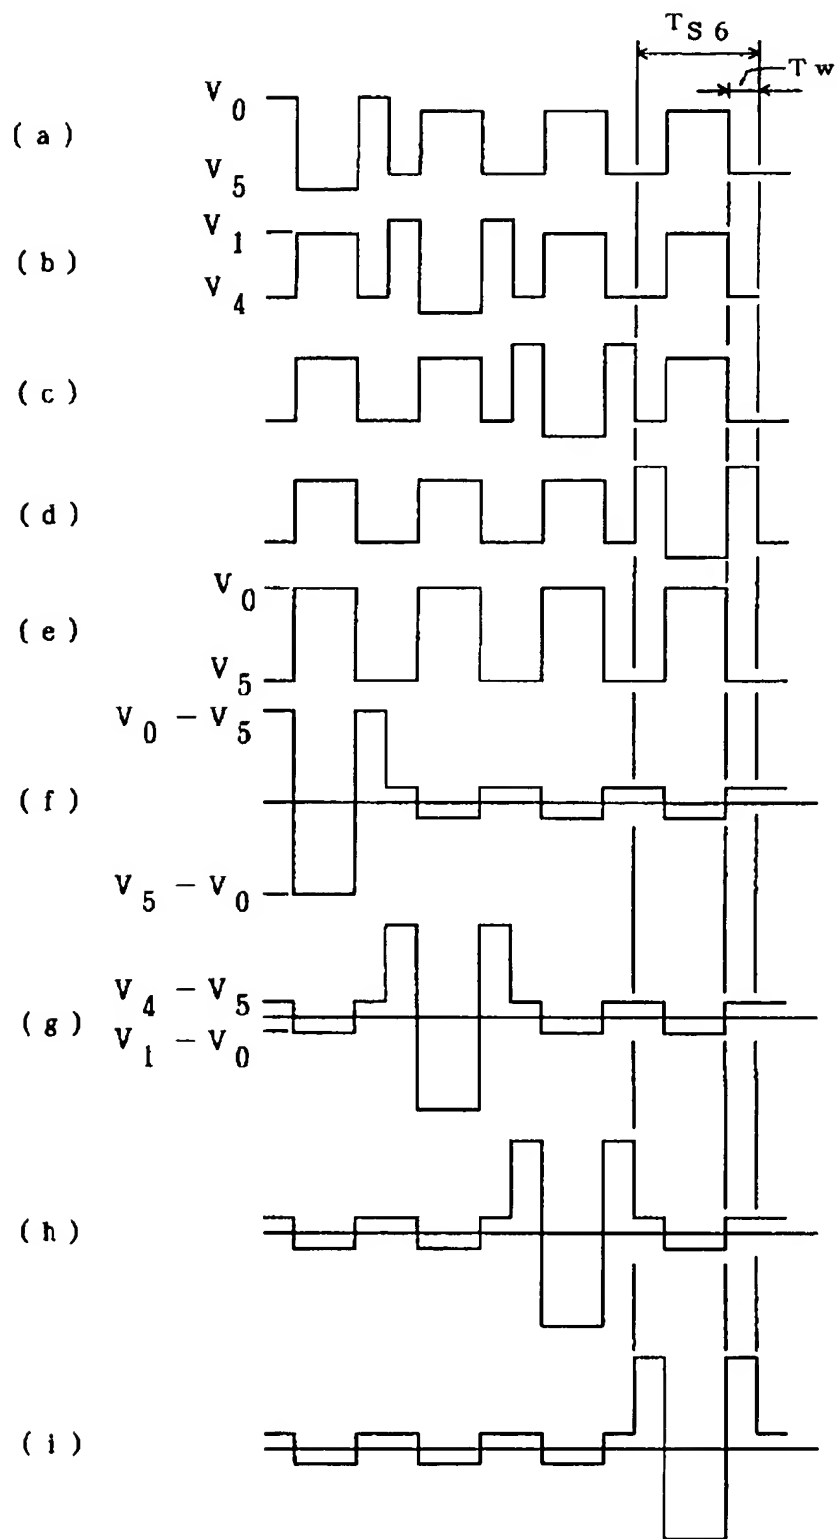 T S 6
T w
( a )
V 0
V 5
( b )
V 1
V 4
( c )
( d )
( e )
V 0
V 5
( f )
V 0 - V 5
V 5 - V 0
( g )
V 4 - V 5
V 1 - V 0
( h )
( i )